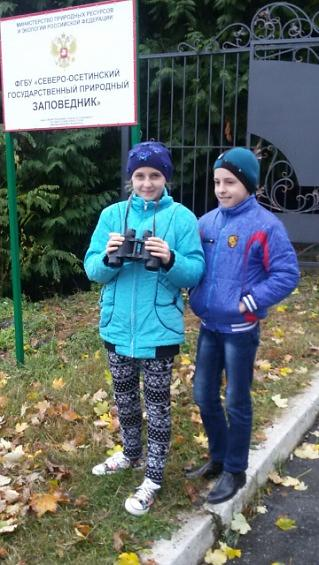 МИНИСТЕРСТВО ПРИРОДНЫХ РЕСУРСОВ
И ЭКОЛОГИИ РОССИЙСКОЙ ФЕДЕРАЦИИ
ФГБУ «СЕВЕРО-ОСЕТИНСКИЙ
ГОСУДАРСТВЕННЫЙ ПРИРОДНЫЙ
ЗАПОВЕДНИК»